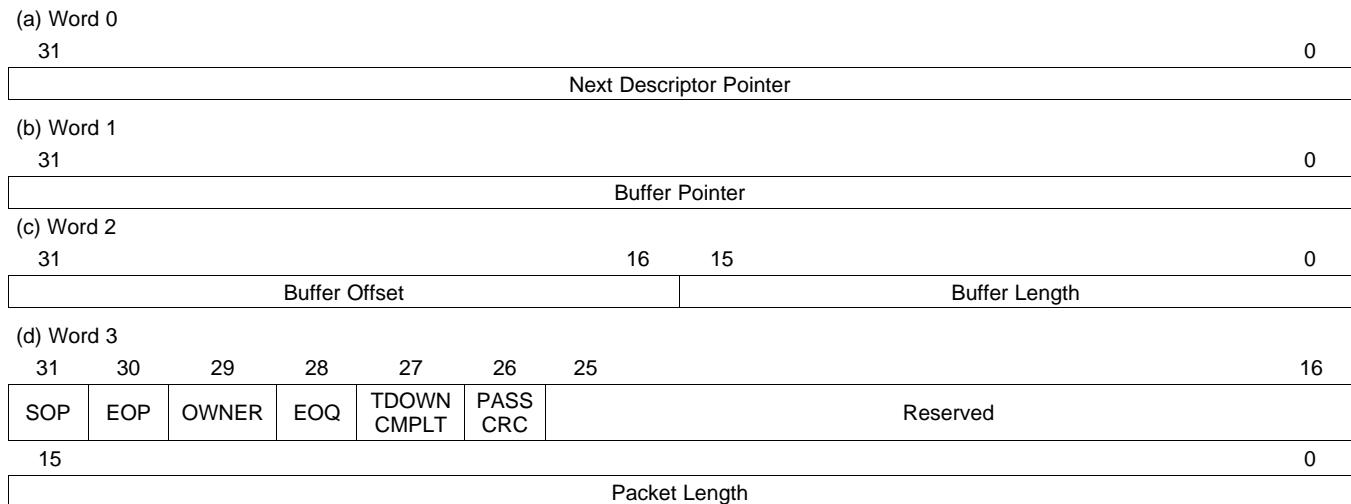 (a) Word 0
31 0
Next Descriptor Pointer
(b) Word 1
31 0
Buffer Pointer
(c) Word 2
31 16 15 0
Buffer Offset Buffer Length
(d) Word 3
31 30 29 28 27 26 25 16
SOP EOP OWNER EOQ TDOWN CMPLT PASS CRC Reserved
15 0
Packet Length